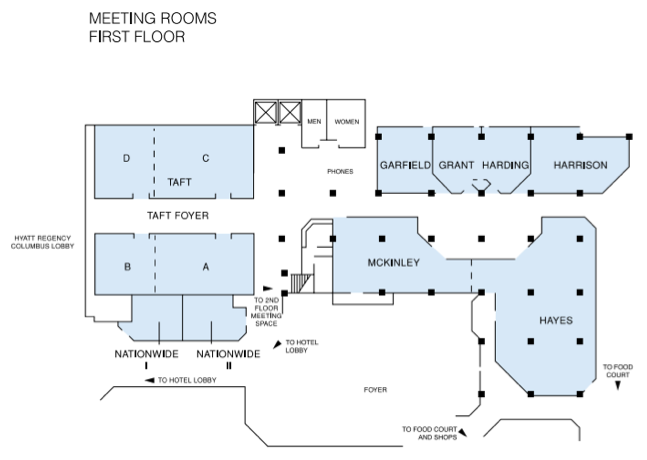 MEETING ROOMS
FIRST FLOOR
MEN
WOMEN
D
C
TAFT
PHONES
GARFIELD
GRANT
HARDING
HARRISON
TAFT FOYER
HYATT REGENCY
COLUMBUS LOBBY
B
A
MCKINLEY
TO 2ND
FLOOR
MEETING
SPACE
HAYES
NATIONWIDE
I
NATIONWIDE
II
TO HOTEL
LOBBY
TO HOTEL LOBBY
FOYER
TO FOOD
COURT
TO FOOD COURT
AND SHOPS